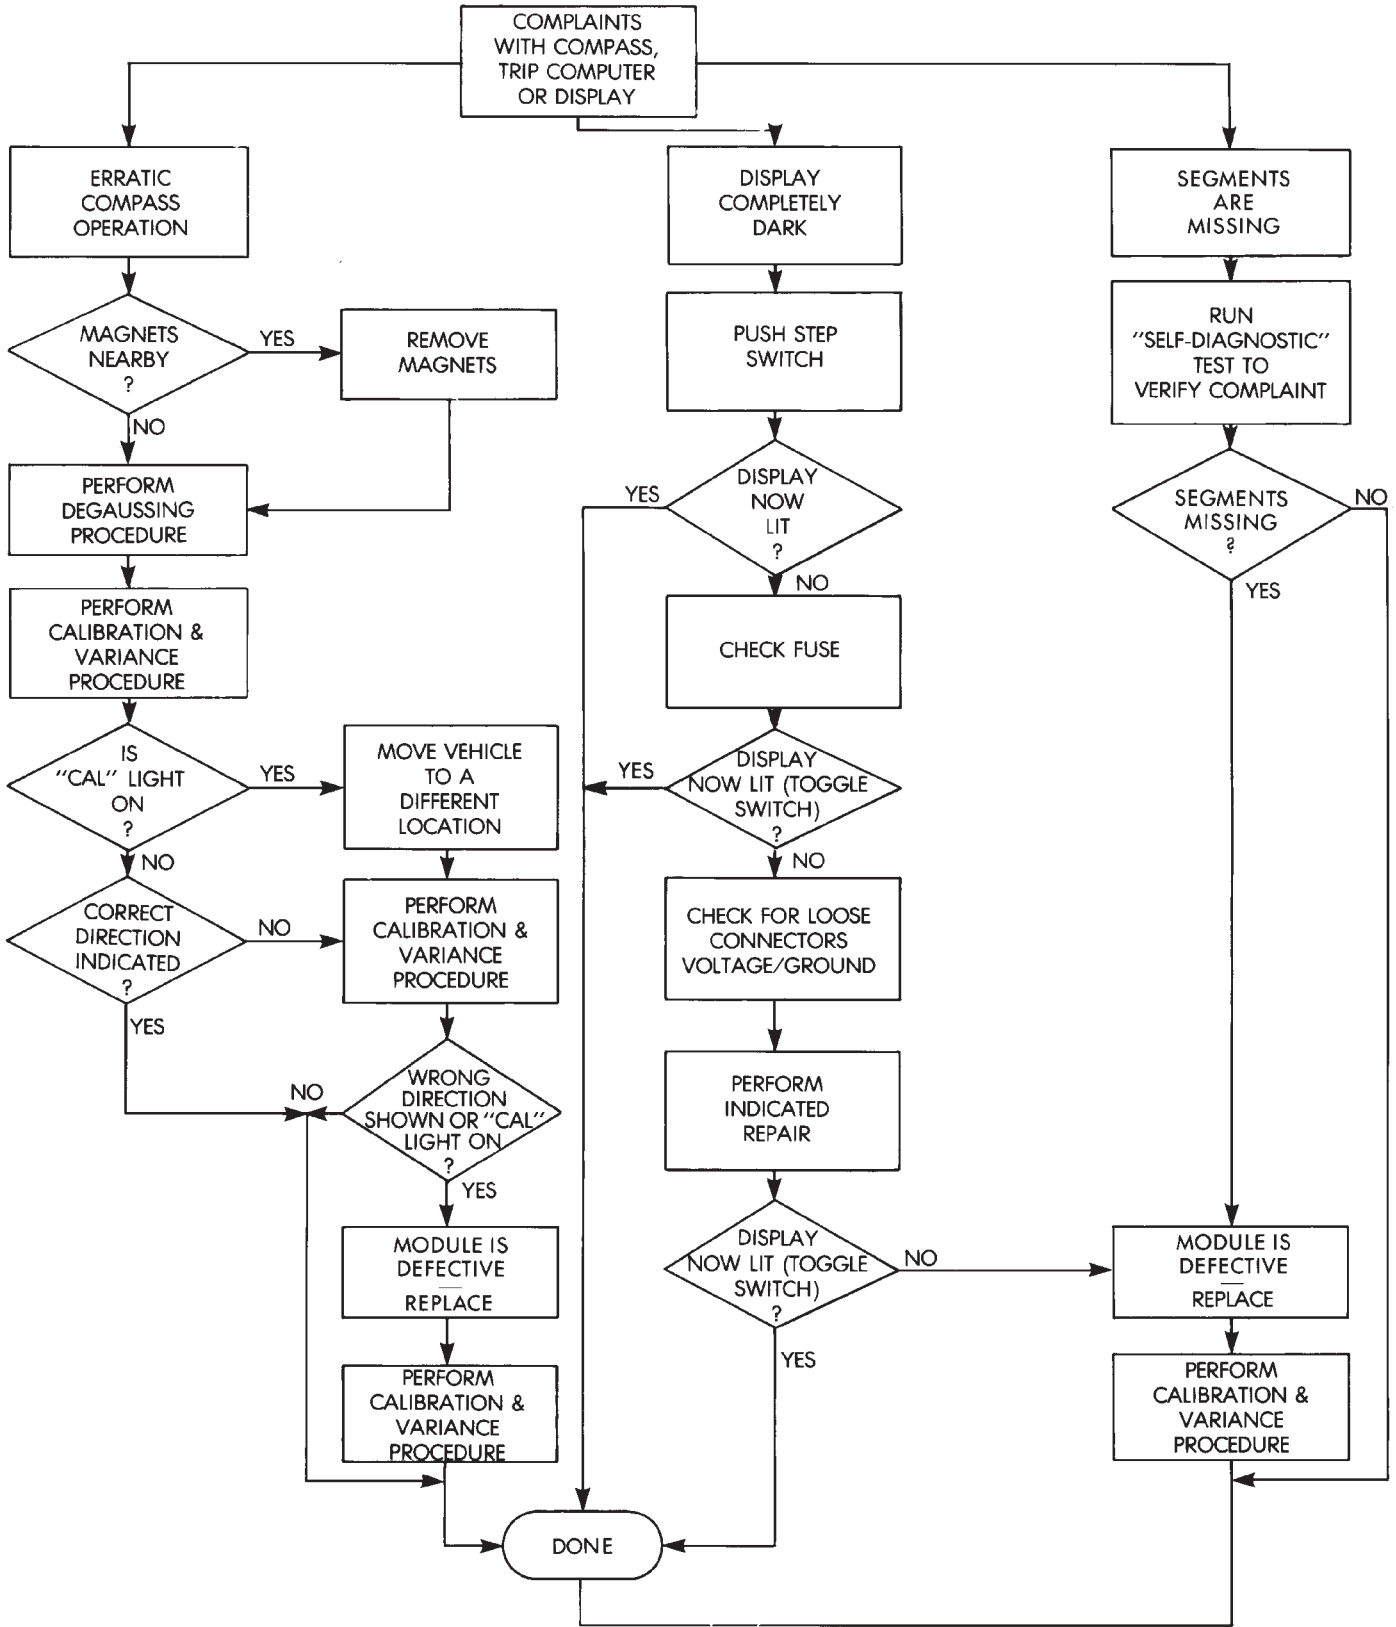 COMPLAINTS
WITH COMPASS,
TRIP COMPUTER
OR DISPLAY
ERRATIC
COMPASS
OPERATION
MAGNETS
NEARBY
?
YES
REMOVE
MAGNETS
NO
PERFORM
DEGAUSSING
PROCEDURE
PERFORM
CALIBRATION &
VARIANCE
PROCEDURE
IS
"CAL" LIGHT
ON
?
YES
MOVE VEHICLE
TO A
DIFFERENT
LOCATION
NO
CORRECT
DIRECTION
INDICATED
?
NO
PERFORM
CALIBRATION &
VARIANCE
PROCEDURE
YES
WRONG
DIRECTION
SHOWN OR "CAL"
LIGHT ON
?
NO
YES
MODULE IS
DEFECTIVE
—
REPLACE
PERFORM
CALIBRATION &
VARIANCE
PROCEDURE
DISPLAY
COMPLETELY
DARK
PUSH STEP
SWITCH
DISPLAY
NOW
LIT
?
YES
NO
CHECK FUSE
DISPLAY
NOW LIT (TOGGLE
SWITCH)
?
YES
NO
CHECK FOR LOOSE
CONNECTORS
VOLTAGE/GROUND
PERFORM
INDICATED
REPAIR
DISPLAY
NOW LIT (TOGGLE
SWITCH)
?
NO
YES
SEGMENTS
ARE
MISSING
RUN
"SELF-DIAGNOSTIC"
TEST TO
VERIFY COMPLAINT
SEGMENTS
MISSING
?
NO
YES
MODULE IS
DEFECTIVE
—
REPLACE
PERFORM
CALIBRATION &
VARIANCE
PROCEDURE
DONE